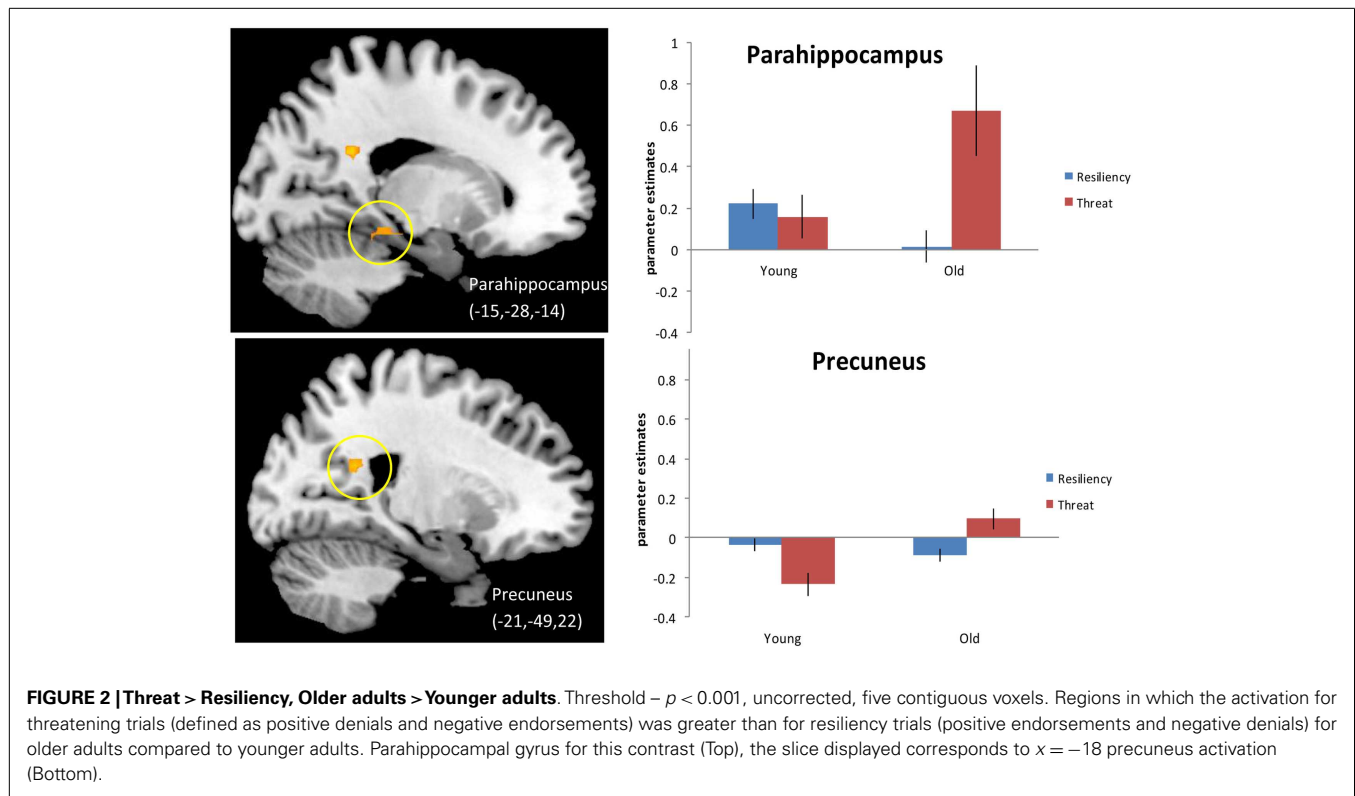 Parahippocampus
(-15,-28,-14)
Parahippocampus
1
0.8
0.6
0.4
0.2
0
-0.2
-0.4
parameter estimates
Young
Old
Resiliency
Threat
Precuneus
(-21,-49,22)
Precuneus
0.8
0.6
0.4
0.2
0
-0.2
-0.4
parameter estimates
Young
Old
Resiliency
Threat
FIGURE 2 | Threat > Resiliency, Older adults > Younger adults. Threshold – p < 0.001, uncorrected, five contiguous voxels. Regions in which the activation for
threatening trials (defined as positive denials and negative endorsements) was greater than for resiliency trials (positive endorsements and negative denials) for
older adults compared to younger adults. Parahippocampal gyrus for this contrast (Top), the slice displayed corresponds to x = −18 precuneus activation
(Bottom).